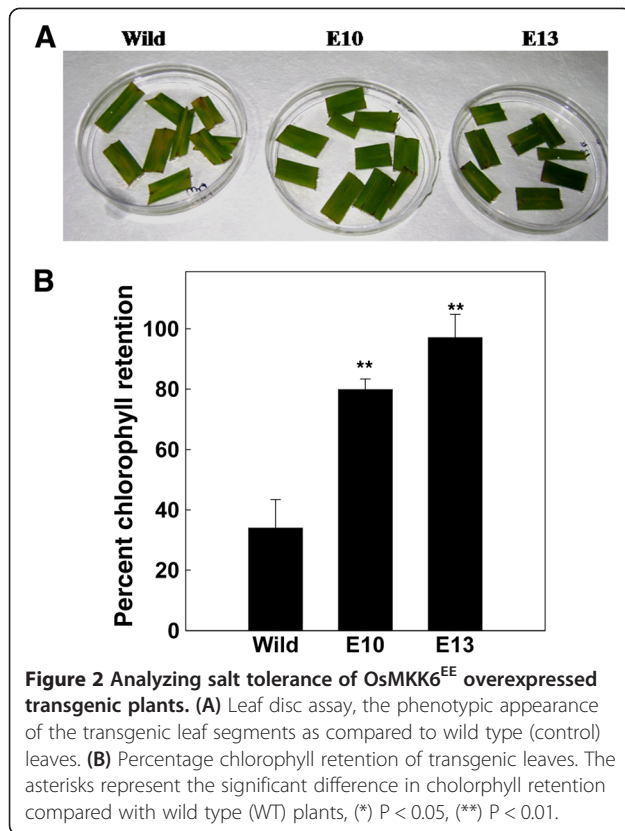 A
Wild E10 E13
B
Percent chlorophyll retention
100
80
60
40
20
0
**
**
Wild E10 E13
Figure 2 Analyzing salt tolerance of OsMKK6EE overexpressed
transgenic plants. (A) Leaf disc assay, the phenotypic appearance
of the transgenic leaf segments as compared to wild type (control)
leaves. (B) Percentage chlorophyll retention of transgenic leaves. The
asterisks represent the significant difference in cholorphyll retention
compared with wild type (WT) plants, (*) P < 0.05, (**) P < 0.01.